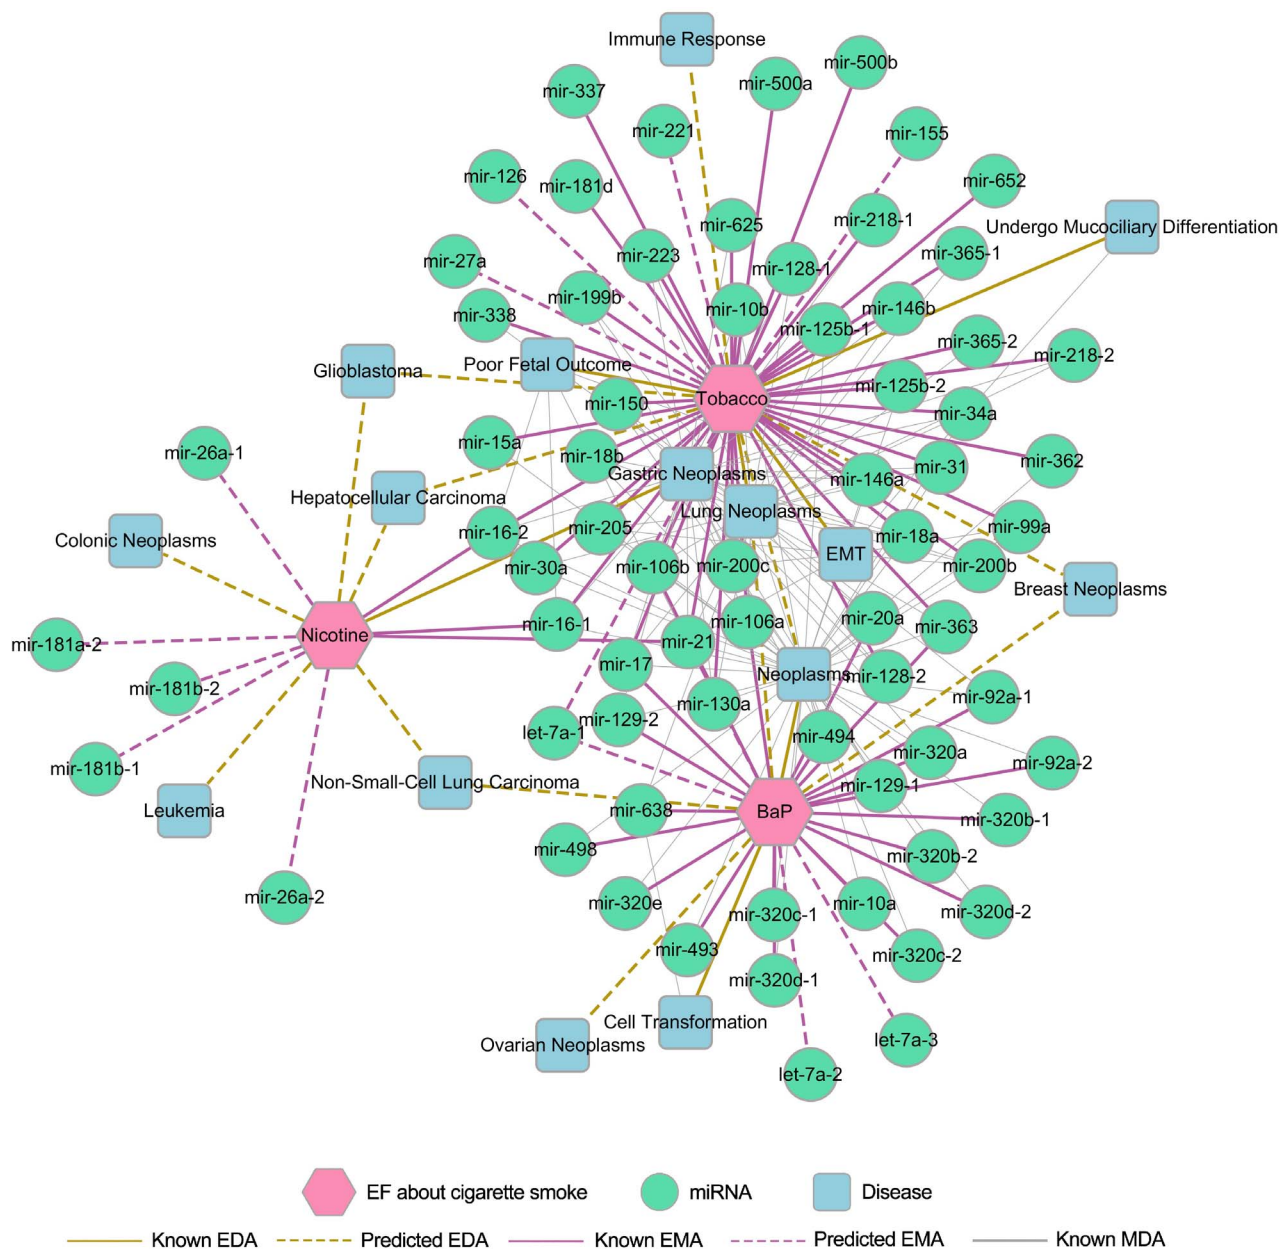 Immune Response
mir-500b
mir-500a
mir-337
mir-221
mir-155
mir-126
mir-181d
mir-652
mir-625
mir-218-1
Undergo Mucociliary Differentiation
mir-223
mir-365-1
mir-27a
mir-128-1
mir-199b
mir-10b
mir-146b
mir-338
mir-125b-1
mir-365-2
mir-218-2
Poor Fetal Outcome
Glioblastoma
mir-125b-2
Tobacco
mir-150
mir-34a
mir-15a
mir-26a-1
mir-18b
mir-362
Gastric Neoplasms
mir-31
mir-146a
Hepatocellular Carcinoma
Lung Neoplasms
mir-205
mir-99a
mir-16-2
Colonic Neoplasms
mir-18a
EMT
mir-30a
mir-106b
mir-200c
mir-200b
Breast Neoplasms
mir-20a
mir-106a
mir-16-1
mir-363
Nicotine
mir-21
mir-181a-2
mir-17
Neoplasms
mir-128-2
mir-181b-2
mir-92a-1
mir-130a
mir-129-2
let-7a-1
mir-494
mir-320a
mir-92a-2
mir-181b-1
Non-Small-Cell Lung Carcinoma
mir-129-1
Leukemia
mir-638
BaP
mir-320b-1
mir-498
mir-320b-2
mir-26a-2
mir-320e
mir-320c-1
mir-10a
mir-320d-2
mir-493
mir-320c-2
mir-320d-1
Cell Transformation
Ovarian Neoplasms
let-7a-3
let-7a-2
EF about cigarette smoke
miRNA
Disease
Known EDA
Predicted EDA
Known EMA
Predicted EMA
Known MDA